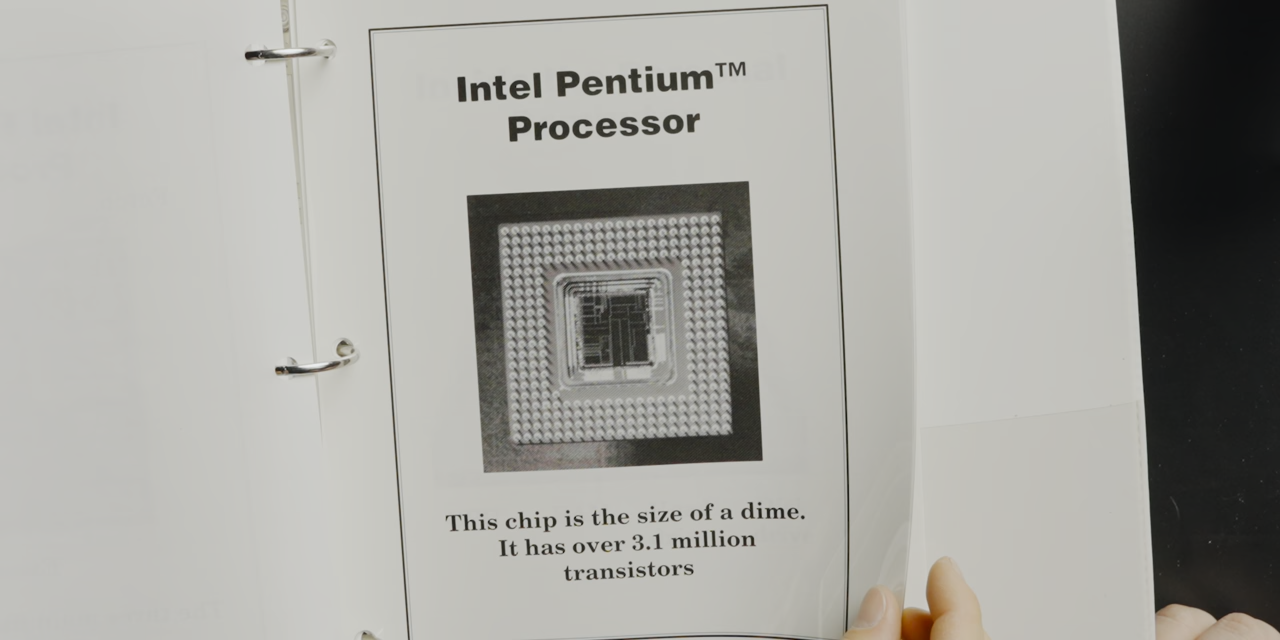 Intel Pentium™
Processor
This chip is the size of a dime.
It has over 3.1 million
transistors